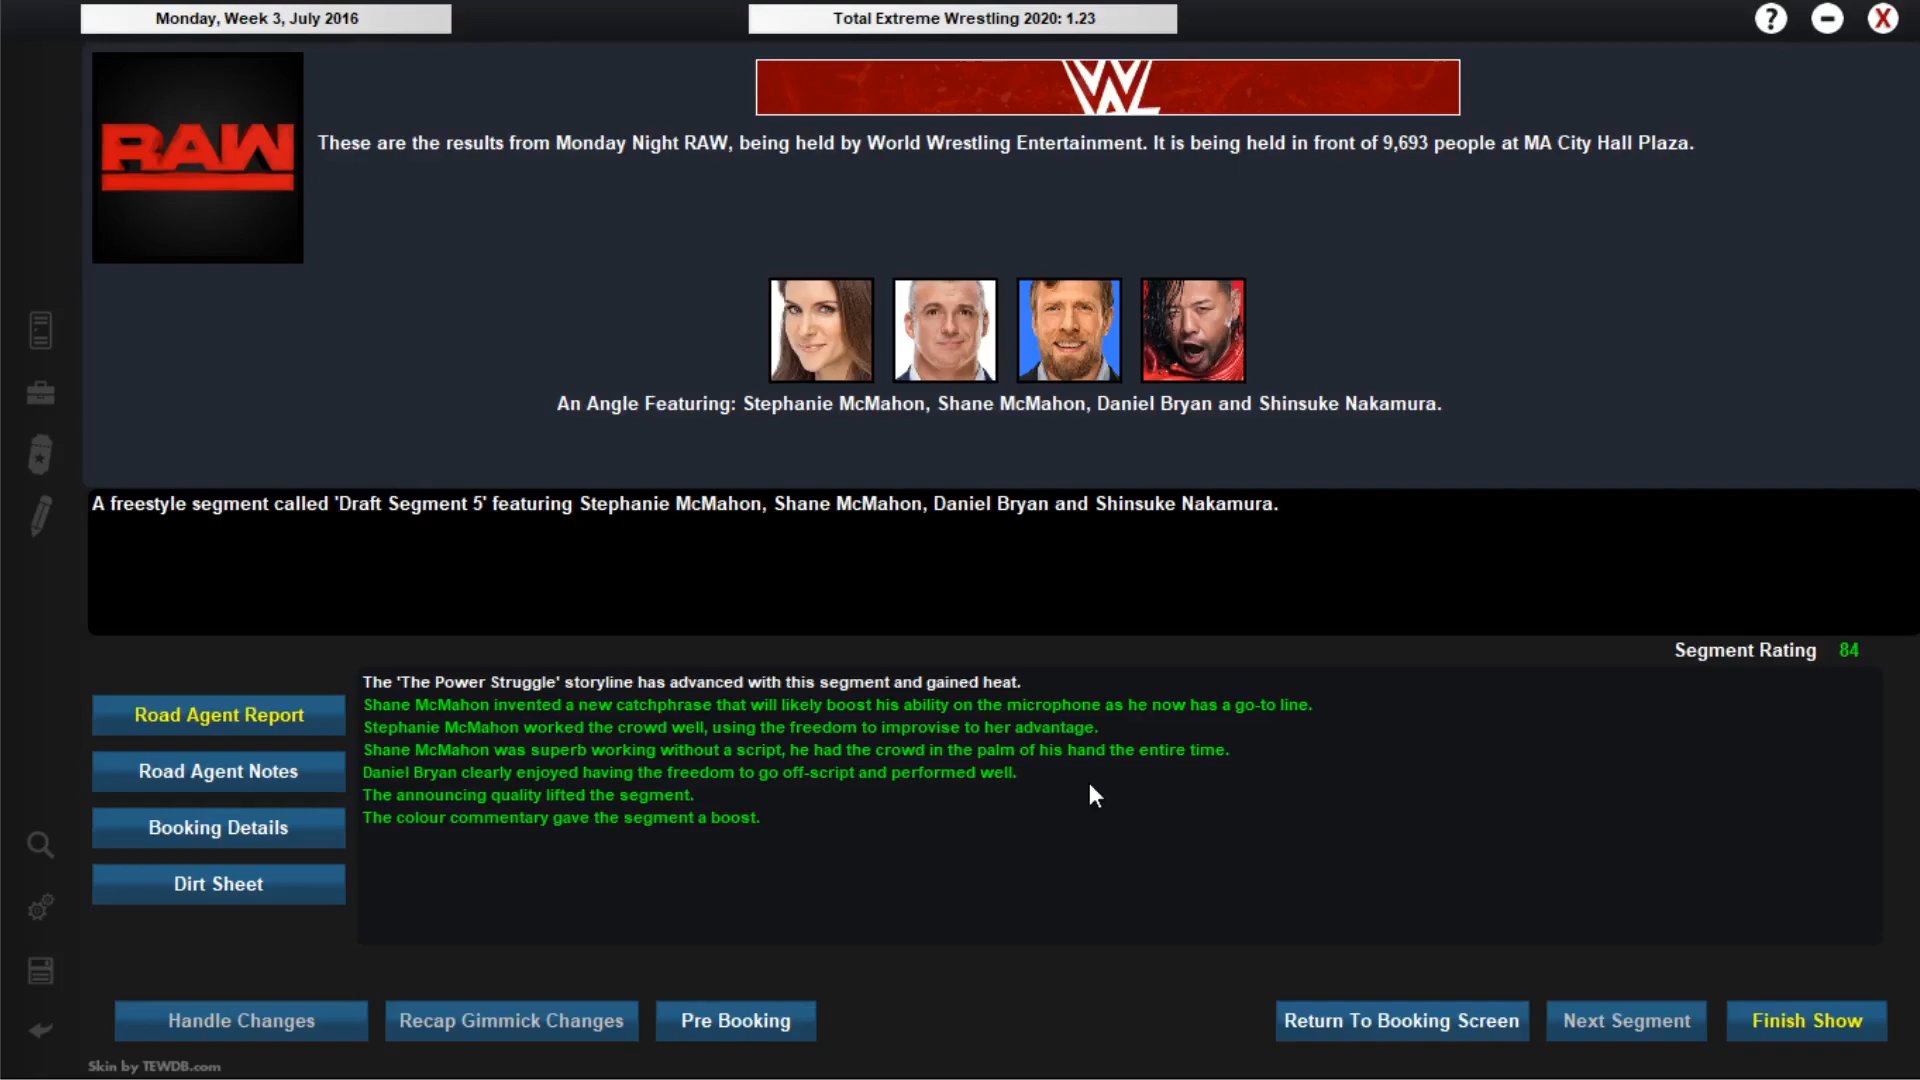 Monday, Week 3, July 2016
Total Extreme Wrestling 2020: 1.23
?
X
RAW
These are the results from Monday Night RAW, being held by World Wrestling Entertainment. It is being held in front of 9,693 people at MA City Hall Plaza.
An Angle Featuring: Stephanie McMahon, Shane McMahon, Daniel Bryan and Shinsuke Nakamura.
A freestyle segment called 'Draft Segment 5' featuring Stephanie McMahon, Shane McMahon, Daniel Bryan and Shinsuke Nakamura.
Segment Rating 84
The 'The Power Struggle' storyline has advanced with this segment and gained heat.
Shane McMahon invented a new catchphrase that will likely boost his ability on the microphone as he now has a go-to line.
Stephanie McMahon worked the crowd well, using the freedom to improvise to her advantage.
Shane McMahon was superb working without a script, he had the crowd in the palm of his hand the entire time.
Daniel Bryan clearly enjoyed having the freedom to go off-script and performed well.
The announcing quality lifted the segment.
The colour commentary gave the segment a boost.
Road Agent Report
Road Agent Notes
Booking Details
Dirt Sheet
Handle Changes
Recap Gimmick Changes
Pre Booking
Return To Booking Screen
Next Segment
Finish Show
Skin by TEWDB.com